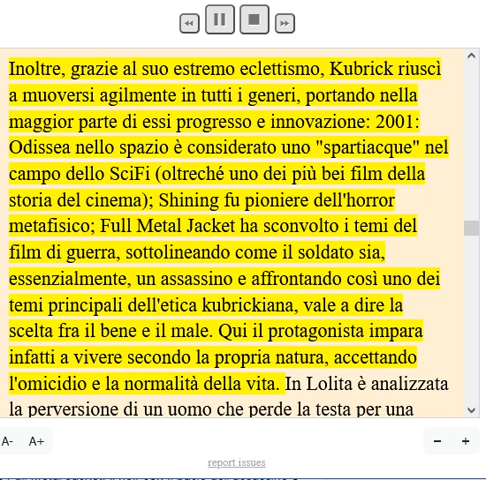 Inoltre, grazie al suo estremo eclettismo, Kubrick riuscì
a muoversi agilmente in tutti i generi, portando nella
maggior parte di essi progresso e innovazione: 2001:
Odissea nello spazio è considerato uno "spartiacque" nel
campo dello SciFi (oltreché uno dei più bei film della
storia del cinema); Shining fu pioniere dell'horror
metafisico; Full Metal Jacket ha sconvolto i temi del
film di guerra, sottolineando come il soldato sia,
essenzialmente, un assassino e affrontando così uno dei
temi principali dell'etica kubrickiana, vale a dire la
scelta fra il bene e il male. Qui il protagonista impara
infatti a vivere secondo la propria natura, accettando
l'omicidio e la normalità della vita. In Lolita è analizzata
la perversione di un uomo che perde la testa per una
A- A+ - +
report issues